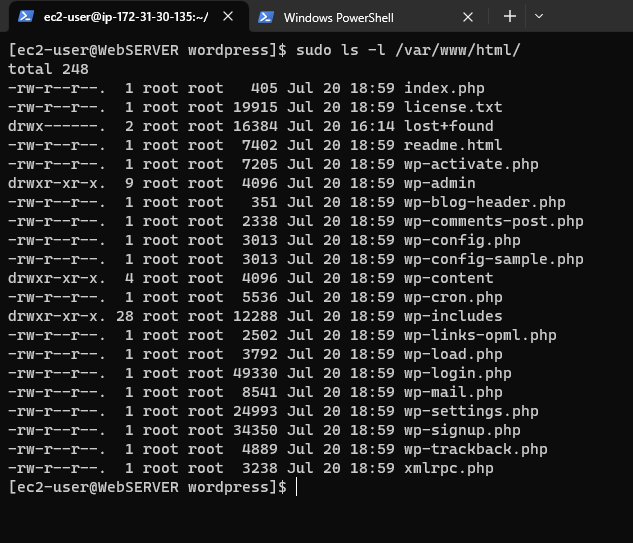 ec2-user@ip-172-31-30-135:~/ Windows PowerShell
[ec2-user@WebSERVER wordpress]$ sudo ls -l /var/www/html/
total 248
-rw-r--r--.  1 root root   405 Jul 20 18:59 index.php
-rw-r--r--.  1 root root 19915 Jul 20 18:59 license.txt
drwx------.  2 root root 16384 Jul 20 16:14 lost+found
-rw-r--r--.  1 root root  7402 Jul 20 18:59 readme.html
-rw-r--r--.  1 root root  7205 Jul 20 18:59 wp-activate.php
drwxr-xr-x.  9 root root  4096 Jul 20 18:59 wp-admin
-rw-r--r--.  1 root root   351 Jul 20 18:59 wp-blog-header.php
-rw-r--r--.  1 root root  2338 Jul 20 18:59 wp-comments-post.php
-rw-r--r--.  1 root root  3013 Jul 20 18:59 wp-config.php
-rw-r--r--.  1 root root  3013 Jul 20 18:59 wp-config-sample.php
drwxr-xr-x.  4 root root  4096 Jul 20 18:59 wp-content
-rw-r--r--.  1 root root  5536 Jul 20 18:59 wp-cron.php
drwxr-xr-x. 28 root root 12288 Jul 20 18:59 wp-includes
-rw-r--r--.  1 root root  2502 Jul 20 18:59 wp-links-opml.php
-rw-r--r--.  1 root root  3792 Jul 20 18:59 wp-load.php
-rw-r--r--.  1 root root 49330 Jul 20 18:59 wp-login.php
-rw-r--r--.  1 root root  8541 Jul 20 18:59 wp-mail.php
-rw-r--r--.  1 root root 24993 Jul 20 18:59 wp-settings.php
-rw-r--r--.  1 root root 34350 Jul 20 18:59 wp-signup.php
-rw-r--r--.  1 root root  4889 Jul 20 18:59 wp-trackback.php
-rw-r--r--.  1 root root  3238 Jul 20 18:59 xmlrpc.php
[ec2-user@WebSERVER wordpress]$